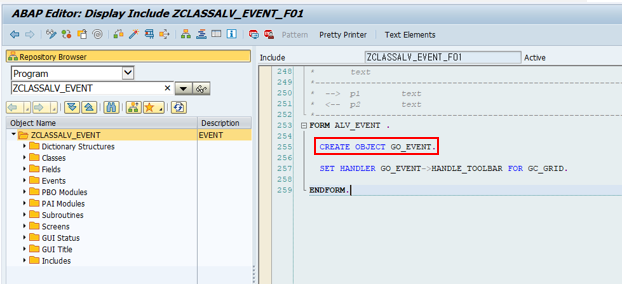 ABAP Editor: Display Include ZCLASSALV_EVENT_F01
Pattern Pretty Printer Text Elements
Repository Browser
Program
ZCLASSALV_EVENT
Object Name Description
ZCLASSALV_EVENT EVENT
Dictionary Structures
Classes
Fields
Events
PBO Modules
PAI Modules
Subroutines
Screens
GUI Status
GUI Title
Includes
Include ZCLASSALV_EVENT_F01 Active
248 * text
249 *----------------------------------------------------------------------
250 * --> p1 text
251 * <-- p2 text
252 *----------------------------------------------------------------------
253 FORM ALV_EVENT .
254
255 CREATE OBJECT GO_EVENT.
256
257 SET HANDLER GO_EVENT->HANDLE_TOOLBAR FOR GC_GRID.
258
259 ENDFORM.